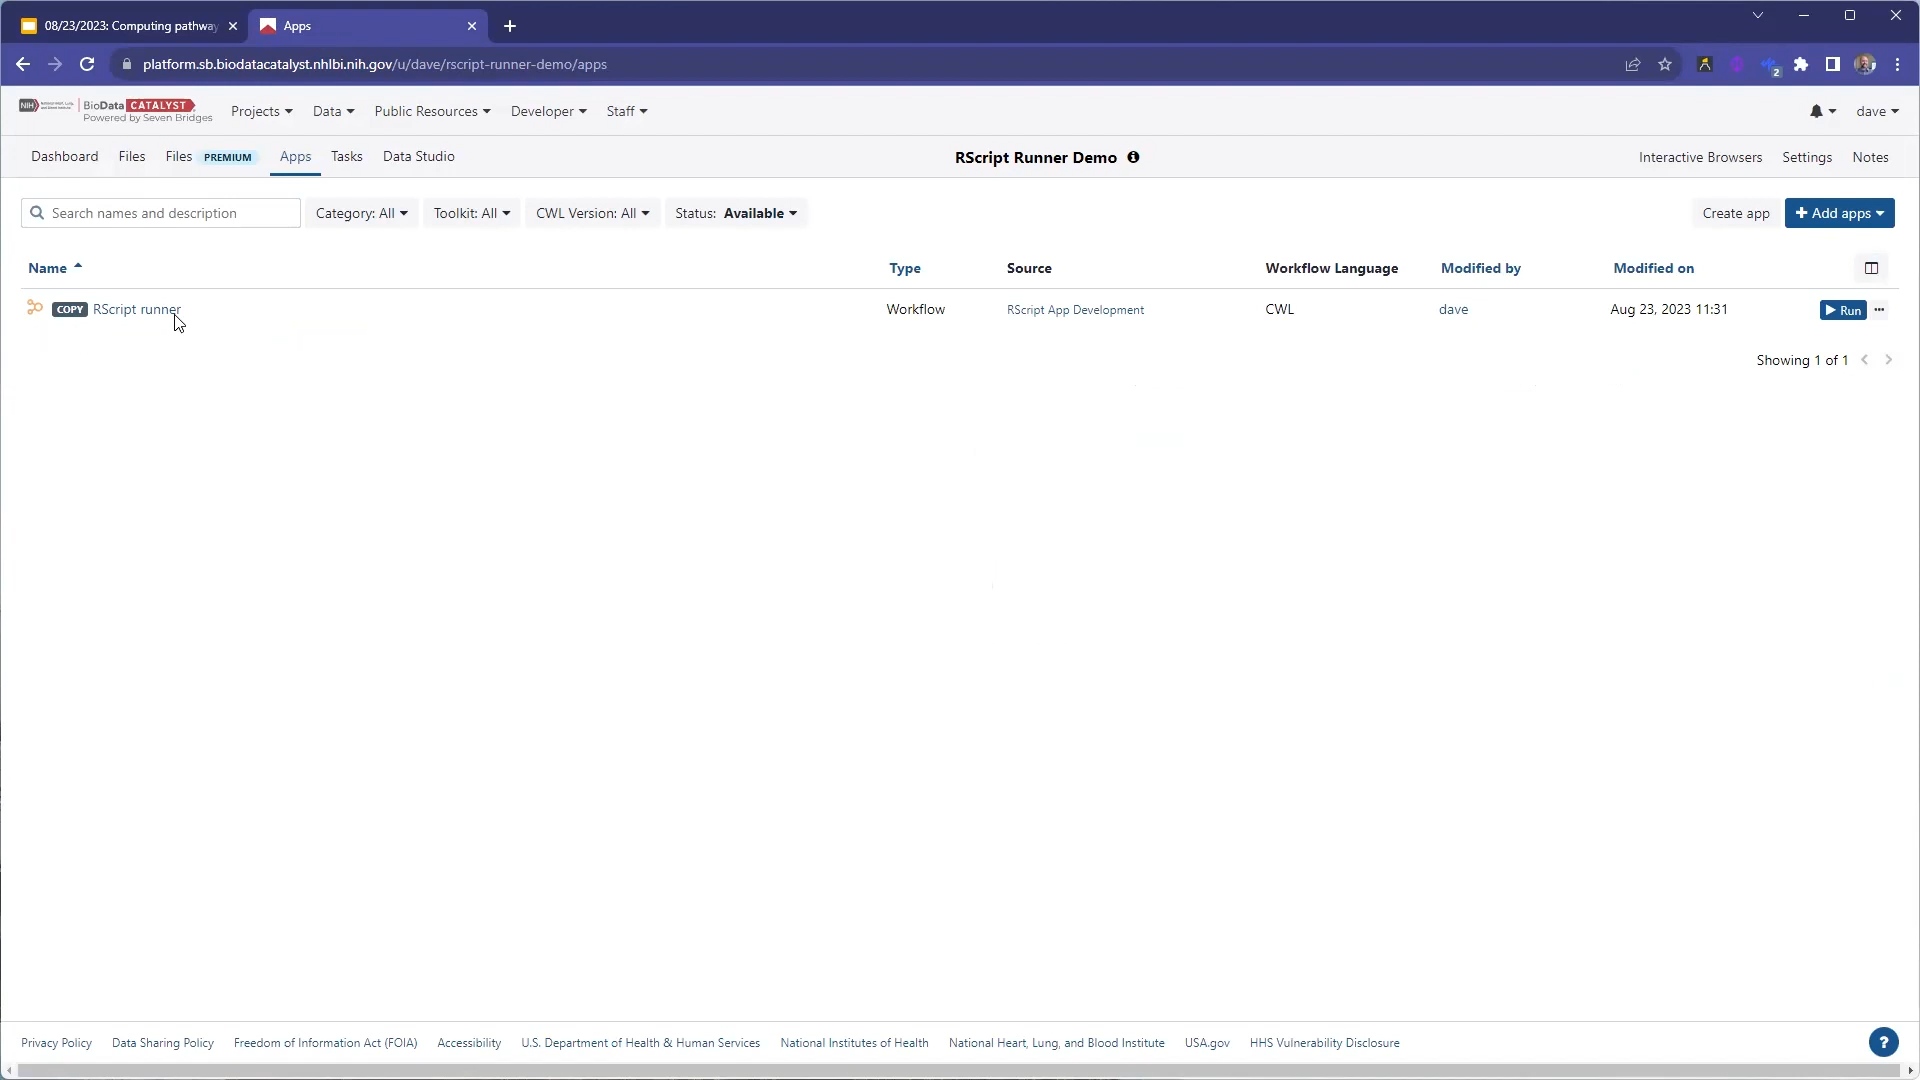 08/23/2023: Computing pathway
Apps
platform.sb.biodatacatalyst.nhlbi.nih.gov/u/dave/rscript-runner-demo/apps
2
NIH
BioData CATALYST
Powered by Seven Bridges
Projects
Data
Public Resources
Developer
Staff
dave
Dashboard
Files
Files PREMIUM
Apps
Tasks
Data Studio
RScript Runner Demo
Interactive Browsers
Settings
Notes
Search names and description
Category: All
Toolkit: All
CWL Version: All
Status: Available
Create app
+ Add apps
Name
Type
Source
Workflow Language
Modified by
Modified on
COPY RScript runner
Workflow
RScript App Development
CWL
dave
Aug 23, 2023 11:31
Run
Showing 1 of 1
Privacy Policy
Data Sharing Policy
Freedom of Information Act (FOIA)
Accessibility
U.S. Department of Health & Human Services
National Institutes of Health
National Heart, Lung, and Blood Institute
USA.gov
HHS Vulnerability Disclosure
?